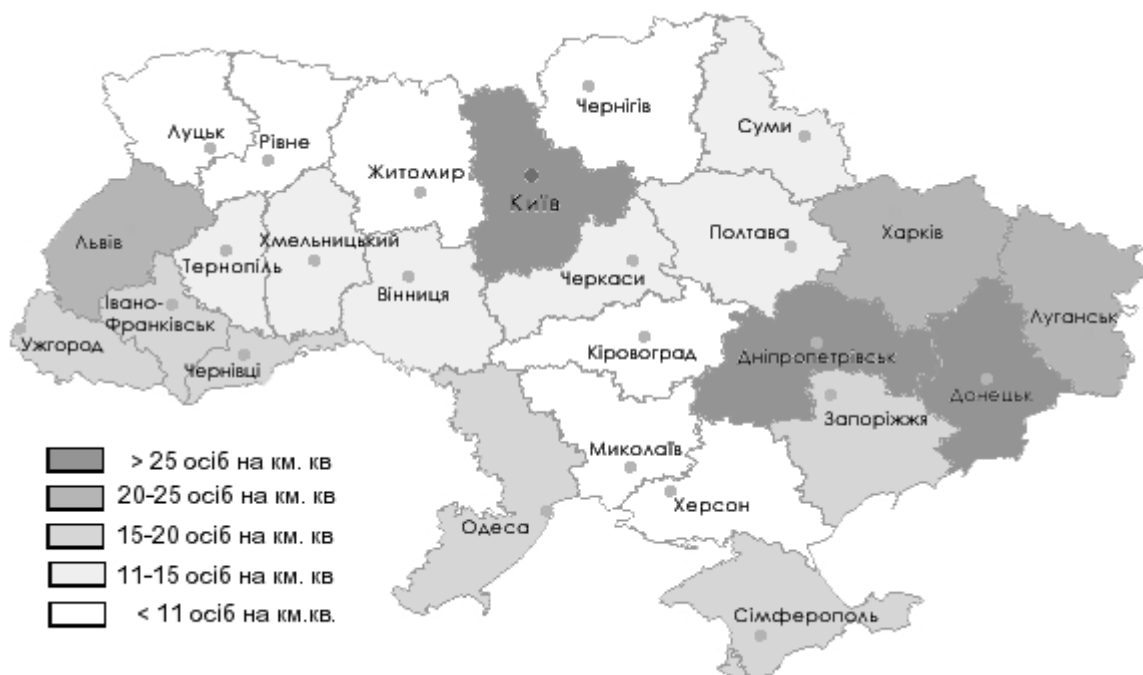 Чернігів
Суми
Луцьк
Рівне
Житомир
Київ
Львів
Хмельницький
Тернопіль
Вінниця
Черкаси
Полтава
Харків
Івано-
Франківськ
Ужгород
Чернівці
Кіровоград
Дніпропетрівськ
Луганськ
Донецьк
Запоріжжя
Миколаїв
Херсон
Одеса
Сімферополь
> 25 осіб на км. кв
20-25 осіб на км. кв
15-20 осіб на км. кв
11-15 осіб на км. кв
< 11 осіб на км.кв.